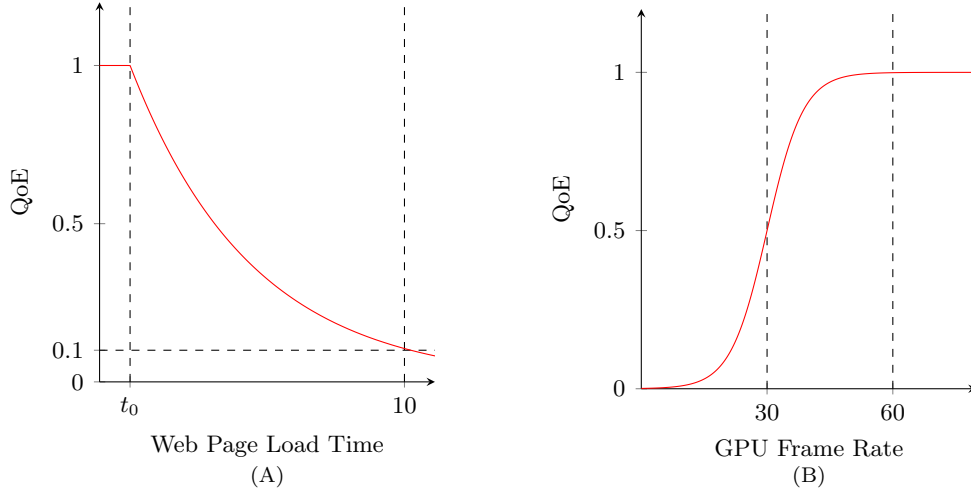 1
QoE
0.5
0.1
0
t₀ 10
Web Page Load Time
(A)
1
QoE
0.5
0
30 60
GPU Frame Rate
(B)